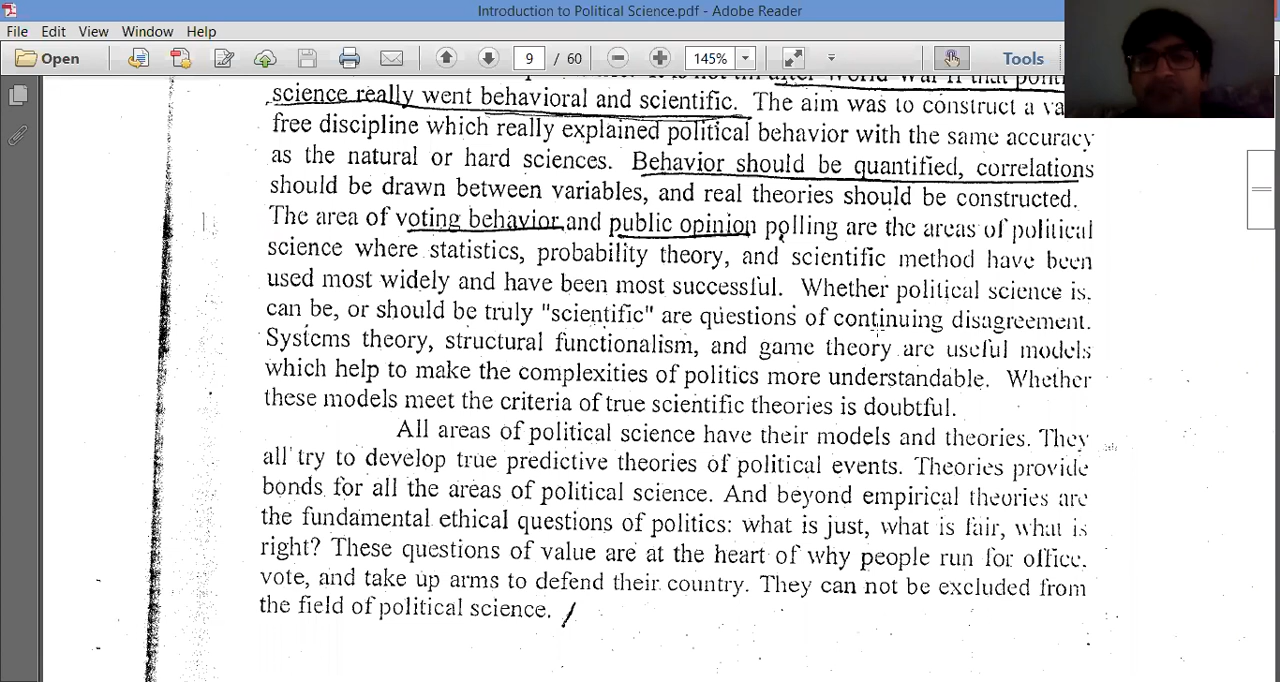 Introduction to Political Science.pdf - Adobe Reader
File Edit View Window Help
Open 9 / 60 145% Tools
after World War II that
science really went behavioral and scientific. The aim was to construct a
free discipline which really explained political behavior with the same accuracy
as the natural or hard sciences. Behavior should be quantified, correlations
should be drawn between variables, and real theories should be constructed.
The area of voting behavior and public opinion polling are the areas of political
science where statistics, probability theory, and scientific method have been
used most widely and have been most successful. Whether political science is,
can be, or should be truly "scientific" are questions of continuing disagreement.
Systems theory, structural functionalism, and game theory are useful models
which help to make the complexities of politics more understandable. Whether
these models meet the criteria of true scientific theories is doubtful.
All areas of political science have their models and theories. They
all try to develop true predictive theories of political events. Theories provide
bonds for all the areas of political science. And beyond empirical theories are
the fundamental ethical questions of politics: what is just, what is fair, what is
right? These questions of value are at the heart of why people run for office,
vote, and take up arms to defend their country. They can not be excluded from
the field of political science.